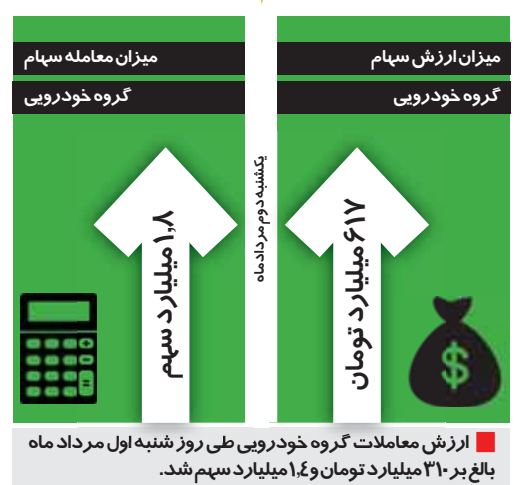 میزان ارزش سهام
گروه خودرویی
۶۱۷ میلیارد تومان
یکشنبه دوم مرداد ماه
میزان معامله سهام
گروه خودرویی
۱,۸ میلیارد سهم
$
ارزش معاملات گروه خودرویی طی روز شنبه اول مرداد ماه
بالغ بر ۳۱۰ میلیارد تومان و ۱,٤ میلیارد سهم شد.